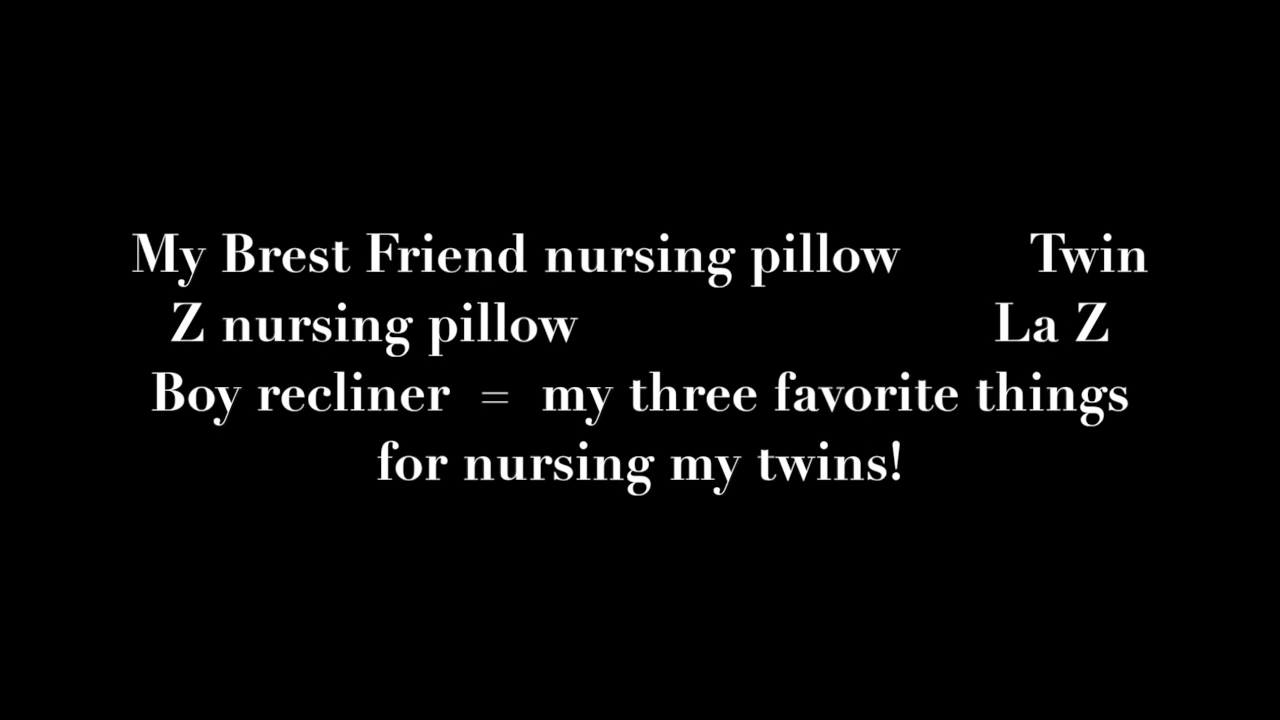 My Brest Friend nursing pillow Twin
Z nursing pillow La Z
Boy recliner = my three favorite things
for nursing my twins!